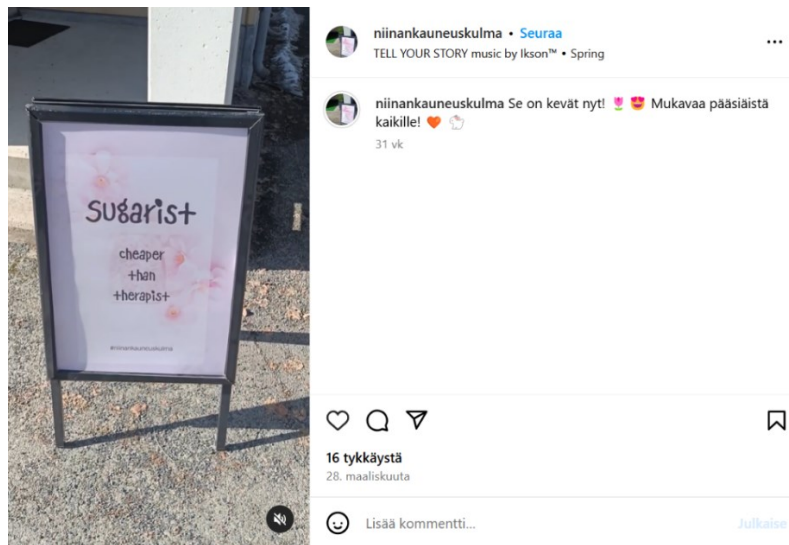 sugarist
cheaper
than
therapist
@niinankauneuskulma
niinankauneuskulma • Seuraa
TELL YOUR STORY music by Ikson™ • Spring
niinankauneuskulma Se on kevät nyt! 🌷 😍 Mukavaa pääsiäistä
kaikille! 🧡 🐇
31 vk
16 tykkäystä
28. maaliskuuta
Lisää kommentti...
Julkaise